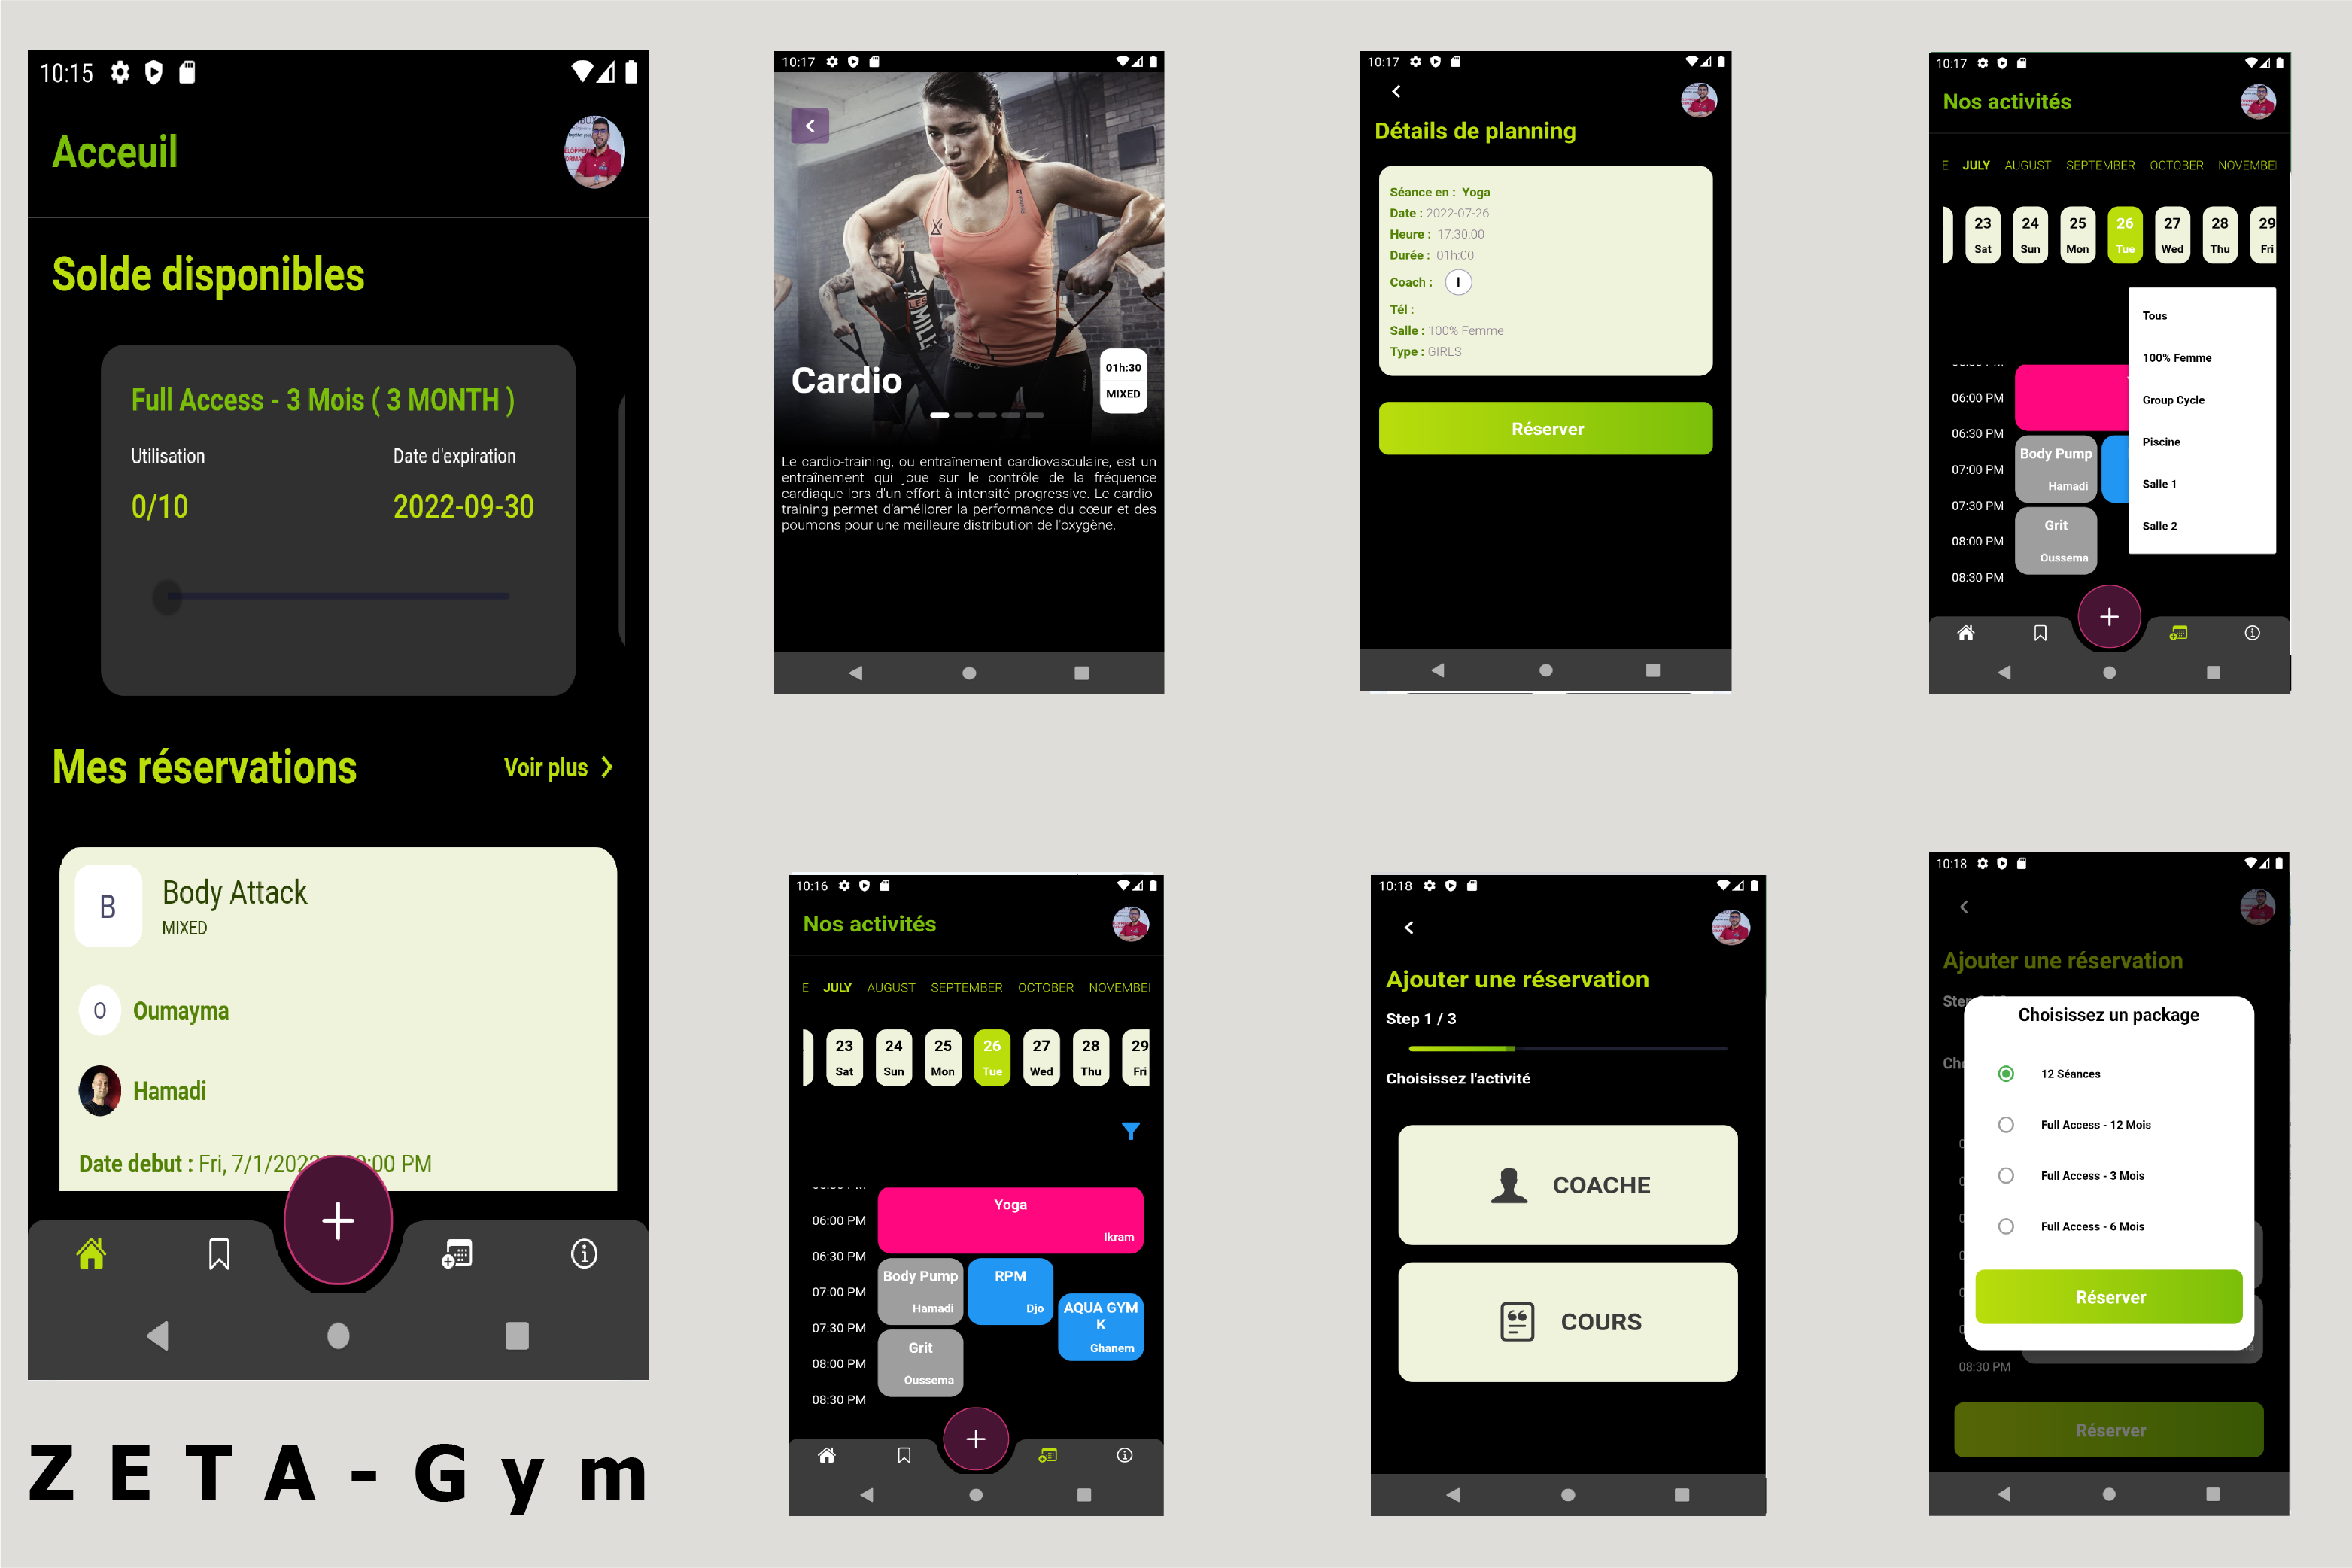 10:15
Acceuil
Solde disponibles
Full Access - 3 Mois ( 3 MONTH )
Utilisation Date d'expiration
0/10 2022-09-30
Mes réservations Voir plus
B Body Attack
MIXED
O Oumayma
Hamadi
Date debut : Fri, 7/1/202 :00 PM
ZETA-Gym
10:17
Cardio
01h:30
MIXED
Le cardio-training, ou entraînement cardiovasculaire, est un
entraînement qui joue sur le contrôle de la fréquence
cardiaque lors d'un effort à intensité progressive. Le cardio-
training permet d'améliorer la performance du cœur et des
poumons pour une meilleure distribution de l'oxygène.
10:17
Détails de planning
Séance en : Yoga
Date : 2022-07-26
Heure : 17:30:00
Durée : 01h:00
Coach : I
Tél :
Salle : 100% Femme
Type : GIRLS
Réserver
10:17
Nos activités
E JULY AUGUST SEPTEMBER OCTOBER NOVEMBE
23 24 25 26 27 28 29
Sat Sun Mon Tue Wed Thu Fri
Tous
100% Femme
Group Cycle
Piscine
Salle 1
Salle 2
06:00 PM
06:30 PM
Body Pump
07:00 PM
Hamadi
07:30 PM
Grit
08:00 PM
Oussema
08:30 PM
10:16
Nos activités
E JULY AUGUST SEPTEMBER OCTOBER NOVEMBE
23 24 25 26 27 28 29
Sat Sun Mon Tue Wed Thu Fri
Yoga
06:00 PM
Ikram
06:30 PM
Body Pump RPM
07:00 PM
Hamadi Djo
AQUA GYM
K
07:30 PM
Grit Ghanem
08:00 PM
Oussema
08:30 PM
10:18
Ajouter une réservation
Step 1 / 3
Choisissez l'activité
COACHE
COURS
10:18
Ajouter une réservation
Ste
Cho
Choisissez un package
12 Séances
Full Access - 12 Mois
Full Access - 3 Mois
Full Access - 6 Mois
Réserver
08:30 PM
Réserver